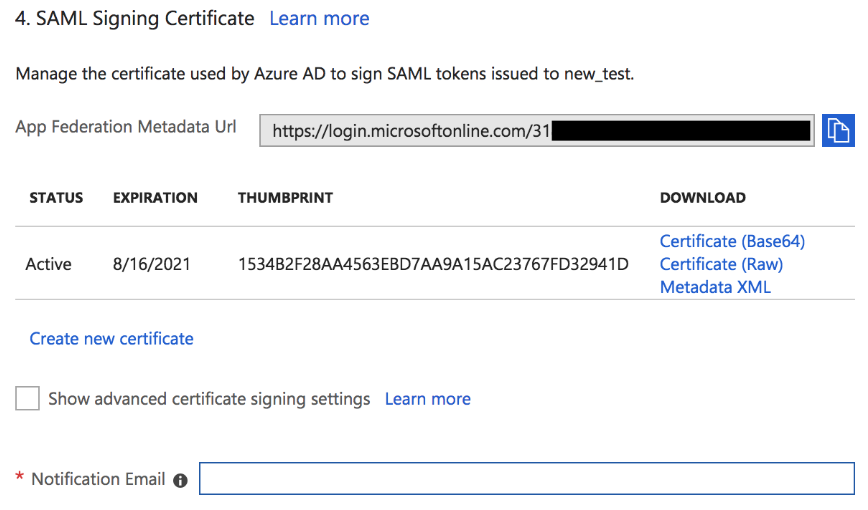 4. SAML Signing Certificate Learn more
Manage the certificate used by Azure AD to sign SAML tokens issued to new_test.
App Federation Metadata Url https://login.microsoftonline.com/31
STATUS EXPIRATION THUMBPRINT DOWNLOAD
Active 8/16/2021 1534B2F28AA4563EBD7AA9A15AC23767FD32941D Certificate (Base64)
Certificate (Raw)
Metadata XML
Create new certificate
Show advanced certificate signing settings Learn more
* Notification Email